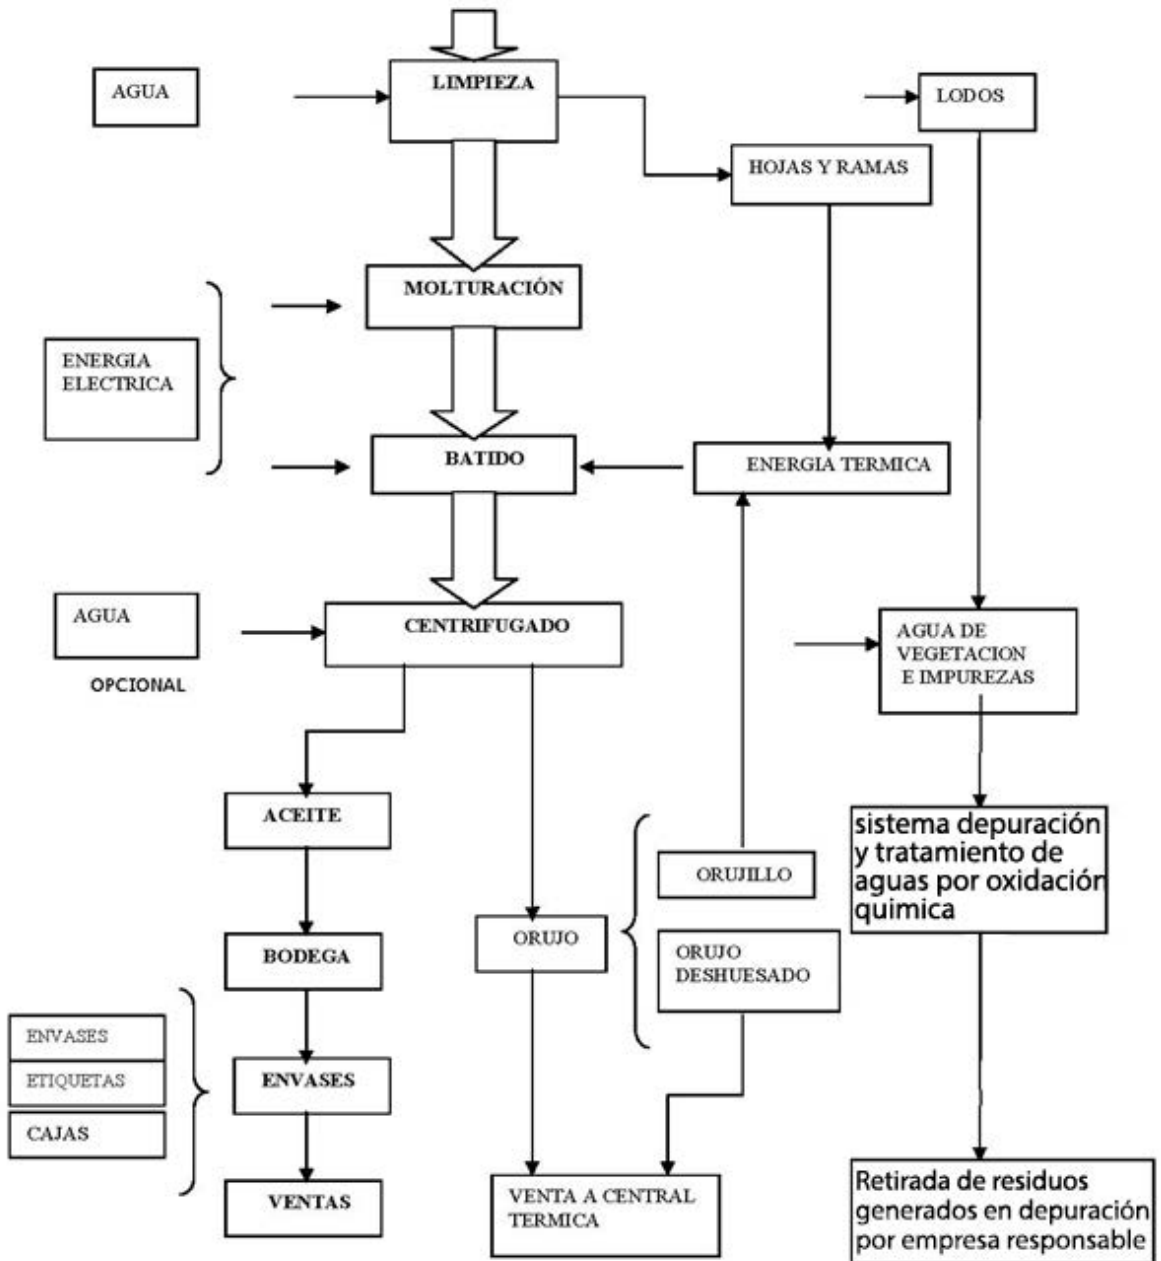 LIMPIEZA
AGUA
LODOS
HOJAS Y RAMAS
MOLTURACIÓN
ENERGIA
ELECTRICA
BATIDO
ENERGIA TERMICA
AGUA
OPCIONAL
CENTRIFUGADO
AGUA DE
VEGETACION
E IMPUREZAS
ACEITE
sistema depuración
y tratamiento de
aguas por oxidación
quimica
ORUJILLO
ORUJO
ORUJO
DESHUESADO
BODEGA
ENVASES
ETIQUETAS
CAJAS
ENVASES
VENTAS
VENTA A CENTRAL
TERMICA
Retirada de residuos
generados en depuración
por empresa responsable